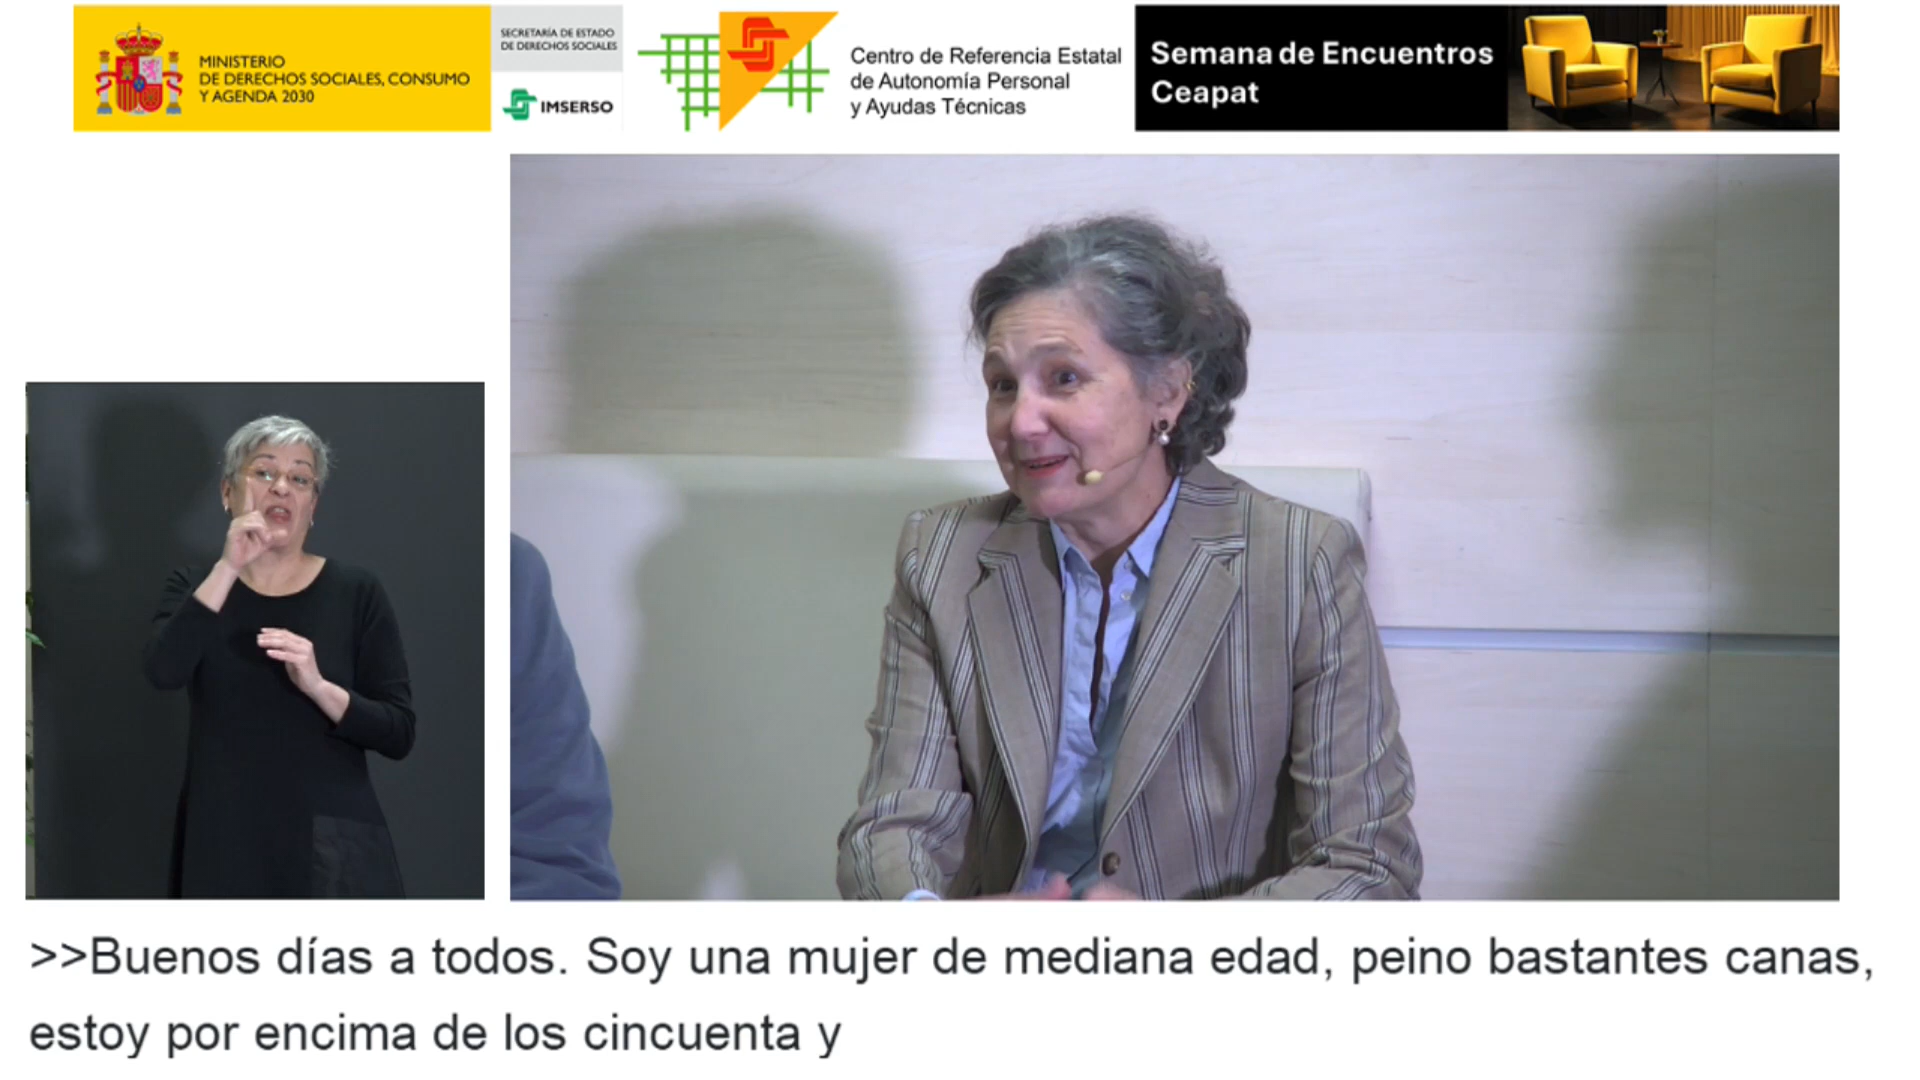 MINISTERIO
DE DERECHOS SOCIALES, CONSUMO
Y AGENDA 2030
SECRETARÍA DE ESTADO
DE DERECHOS SOCIALES
IMSERSO
Centro de Referencia Estatal
de Autonomía Personal
y Ayudas Técnicas
Semana de Encuentros
Ceapat
>>Buenos días a todos. Soy una mujer de mediana edad, peino bastantes canas,
estoy por encima de los cincuenta y